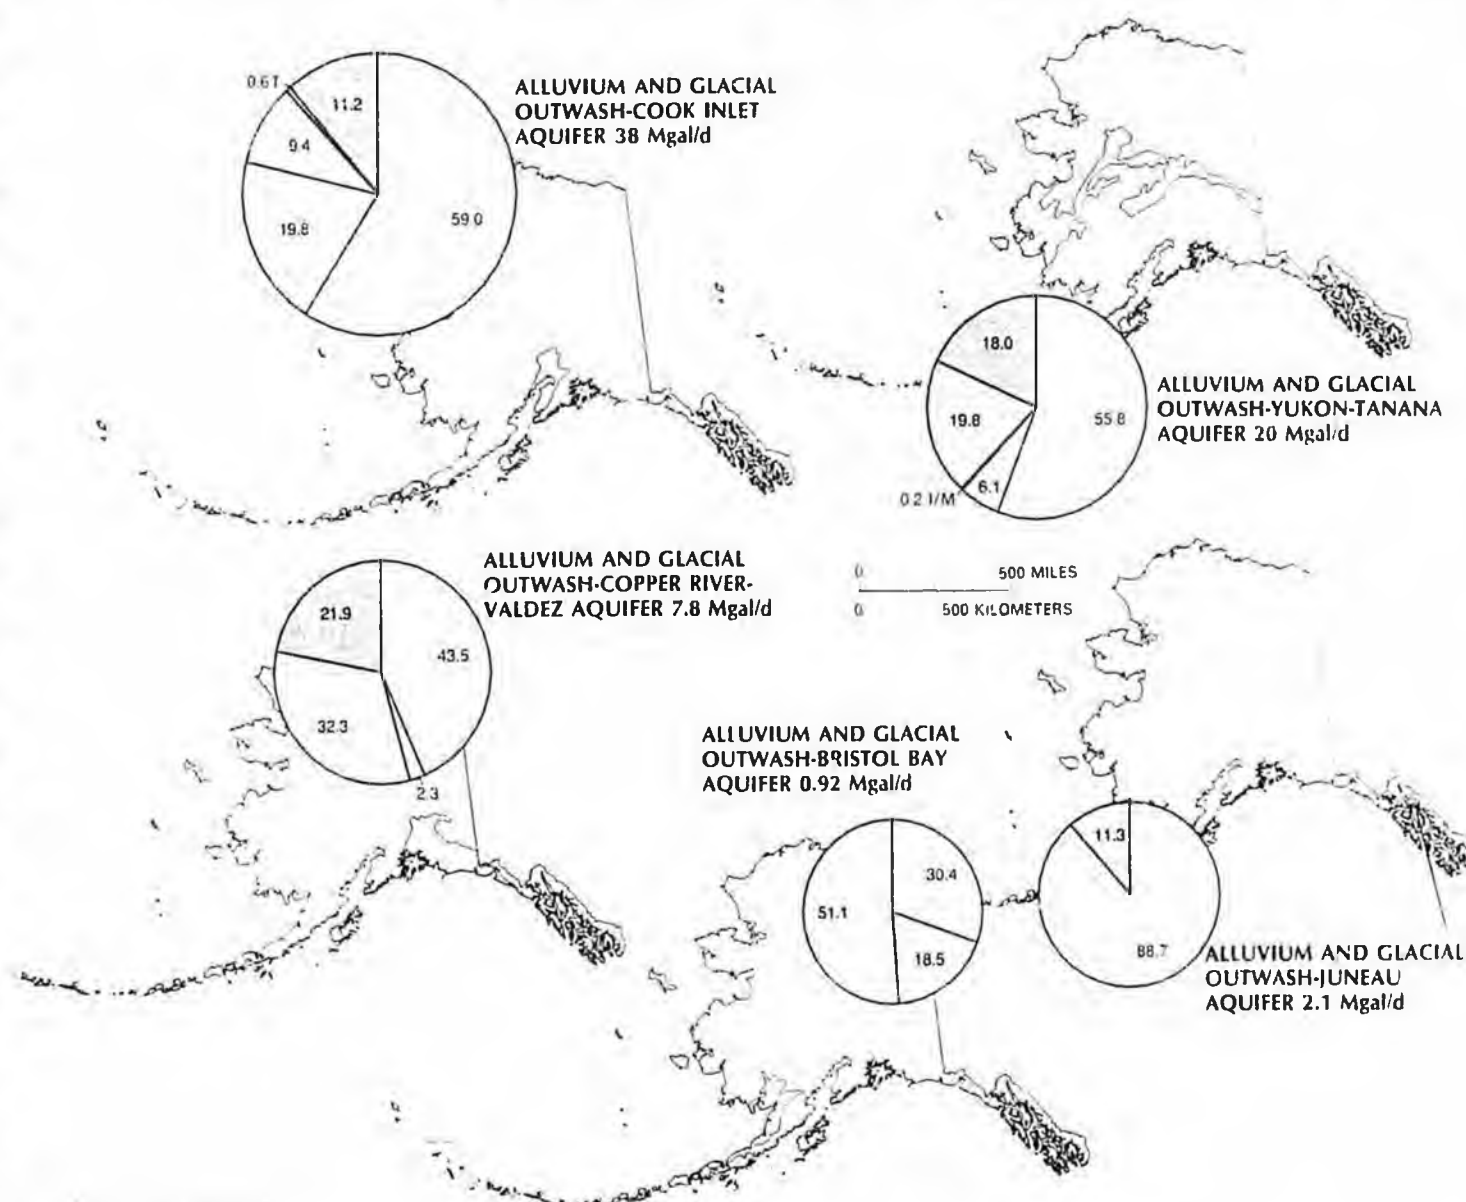 ALLUVIUM AND GLACIAL
OUTWASH-COOK INLET
AQUIFER 38 Mgal/d
0.6T
11.2
9.4
19.8
59.0
ALLUVIUM AND GLACIAL
OUTWASH-YUKON-TANANA
AQUIFER 20 Mgal/d
18.0
19.8
55.8
0.2 I/M
6.1
ALLUVIUM AND GLACIAL
OUTWASH-COPPER RIVER-
VALDEZ AQUIFER 7.8 Mgal/d
21.9
43.5
32.3
2.3
0 500 MILES
0 500 KILOMETERS
ALLUVIUM AND GLACIAL
OUTWASH-BRISTOL BAY
AQUIFER 0.92 Mgal/d
30.4
51.1
18.5
11.3
88.7
ALLUVIUM AND GLACIAL
OUTWASH-JUNEAU
AQUIFER 2.1 Mgal/d